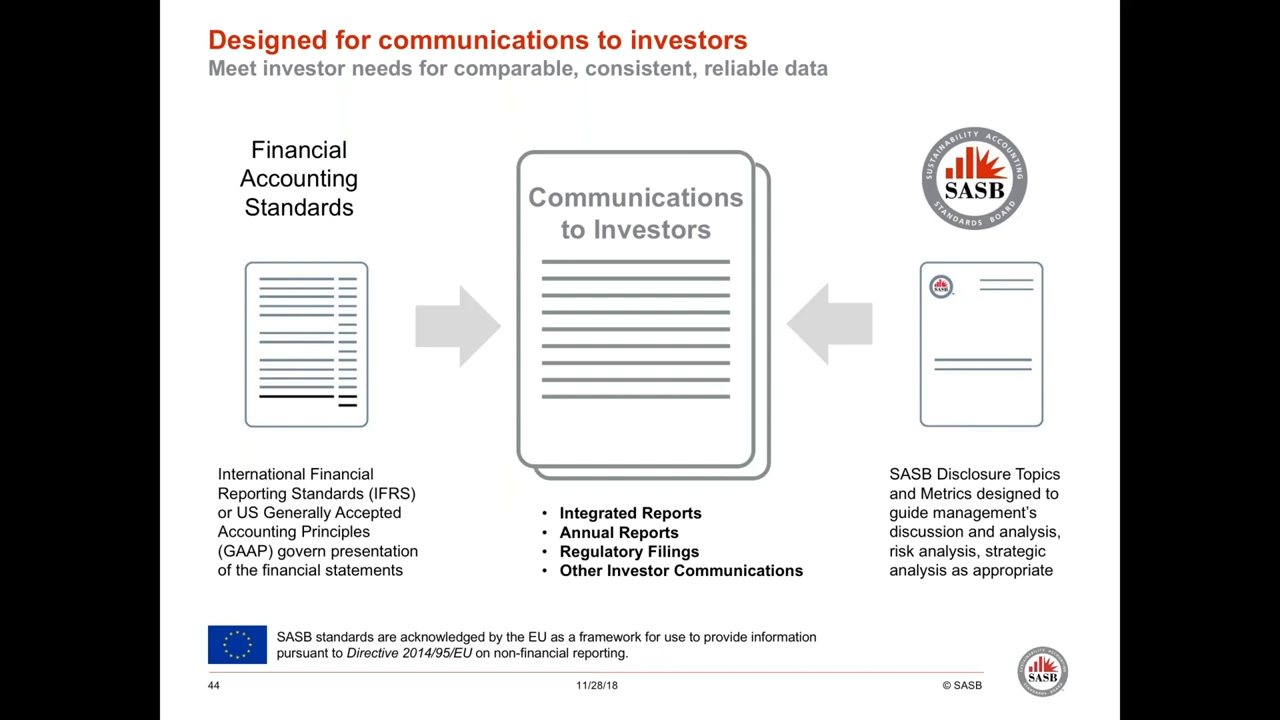 Designed for communications to investors
Meet investor needs for comparable, consistent, reliable data
Financial
Accounting
Standards
International Financial
Reporting Standards (IFRS)
or US Generally Accepted
Accounting Principles
(GAAP) govern presentation
of the financial statements
Communications
to Investors
• Integrated Reports
• Annual Reports
• Regulatory Filings
• Other Investor Communications
SUSTAINABILITY ACCOUNTING
SASB
STANDARDS BOARD
SASB
SASB Disclosure Topics
and Metrics designed to
guide management's
discussion and analysis,
risk analysis, strategic
analysis as appropriate
SASB standards are acknowledged by the EU as a framework for use to provide information
pursuant to Directive 2014/95/EU on non-financial reporting.
44
11/28/18
© SASB
SUSTAINABILITY ACCOUNTING
SASB
STANDARDS BOARD